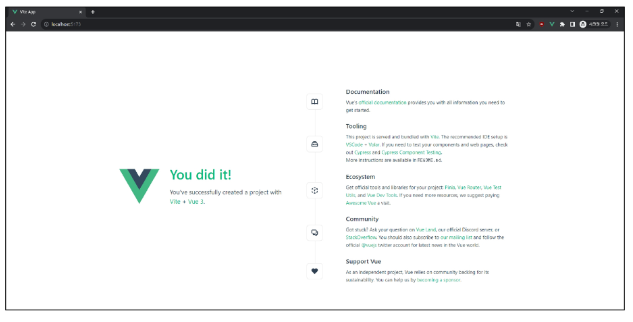 Vite App
localhost:5173
You did it!
You've successfully created a project with
Vite + Vue 3.
Documentation
Vue's official documentation provides you with all information you need to
get started.
Tooling
This project is served and bundled with Vite. The recommended IDE setup is
VSCode + Volar. If you need to test your components and web pages, check
out Cypress and Cypress Component Testing.
More instructions are available in README.md.
Ecosystem
Get official tools and libraries for your project: Pinia, Vue Router, Vue Test
Utils, and Vue Dev Tools. If you need more resources, we suggest paying
Awesome Vue a visit.
Community
Got stuck? Ask your question on Vue Land, our official Discord server, or
StackOverflow. You should also subscribe to our mailing list and follow the
official @vuejs twitter account for latest news in the Vue world.
Support Vue
As an independent project, Vue relies on community backing for its
sustainability. You can help us by becoming a sponsor.